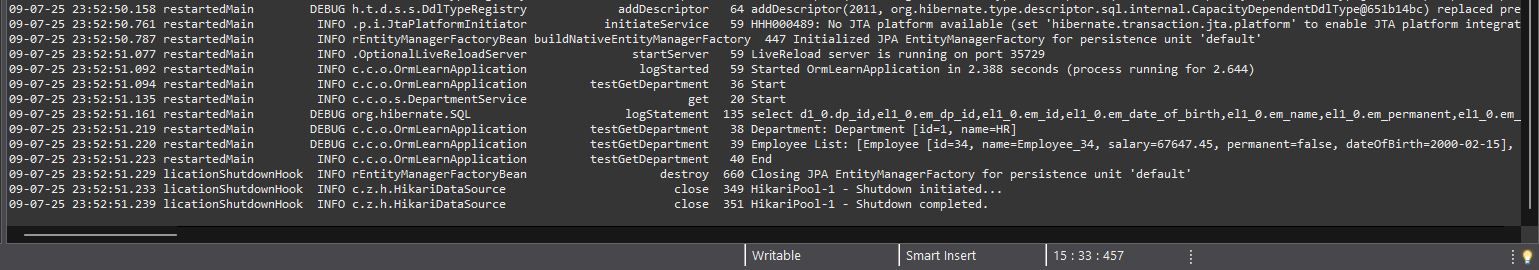 09-07-25 23:52:50.158 restartedMain DEBUG h.t.d.s.s.DdlTypeRegistry addDescriptor 64 addDescriptor(2011, org.hibernate.type.descriptor.sql.internal.CapacityDependentDdlType@651b14bc) replaced pre
09-07-25 23:52:50.761 restartedMain INFO .p.i.JtaPlatformInitiator initiateService 59 HHH000489: No JTA platform available (set 'hibernate.transaction.jta.platform' to enable JTA platform integrat
09-07-25 23:52:50.787 restartedMain INFO rEntityManagerFactoryBean buildNativeEntityManagerFactory 447 Initialized JPA EntityManagerFactory for persistence unit 'default'
09-07-25 23:52:51.077 restartedMain INFO .OptionalLiveReloadServer startServer 59 LiveReload server is running on port 35729
09-07-25 23:52:51.092 restartedMain INFO c.c.o.OrmLearnApplication logStarted 59 Started OrmLearnApplication in 2.388 seconds (process running for 2.644)
09-07-25 23:52:51.094 restartedMain INFO c.c.o.OrmLearnApplication testGetDepartment 36 Start
09-07-25 23:52:51.135 restartedMain INFO c.c.o.s.DepartmentService get 20 Start
09-07-25 23:52:51.161 restartedMain DEBUG org.hibernate.SQL logStatement 135 select d1_0.dp_id,el1_0.em_dp_id,el1_0.em_id,el1_0.em_date_of_birth,el1_0.em_name,el1_0.em_permanent,el1_0.em_
09-07-25 23:52:51.219 restartedMain DEBUG c.c.o.OrmLearnApplication testGetDepartment 38 Department: Department [id=1, name=HR]
09-07-25 23:52:51.220 restartedMain DEBUG c.c.o.OrmLearnApplication testGetDepartment 39 Employee List: [Employee [id=34, name=Employee_34, salary=67647.45, permanent=false, dateOfBirth=2000-02-15],
09-07-25 23:52:51.223 restartedMain INFO c.c.o.OrmLearnApplication testGetDepartment 40 End
09-07-25 23:52:51.229 licationShutdownHook INFO rEntityManagerFactoryBean destroy 660 Closing JPA EntityManagerFactory for persistence unit 'default'
09-07-25 23:52:51.233 licationShutdownHook INFO c.z.h.HikariDataSource close 349 HikariPool-1 - Shutdown initiated...
09-07-25 23:52:51.239 licationShutdownHook INFO c.z.h.HikariDataSource close 351 HikariPool-1 - Shutdown completed.
Writable Smart Insert 15 : 33 : 457